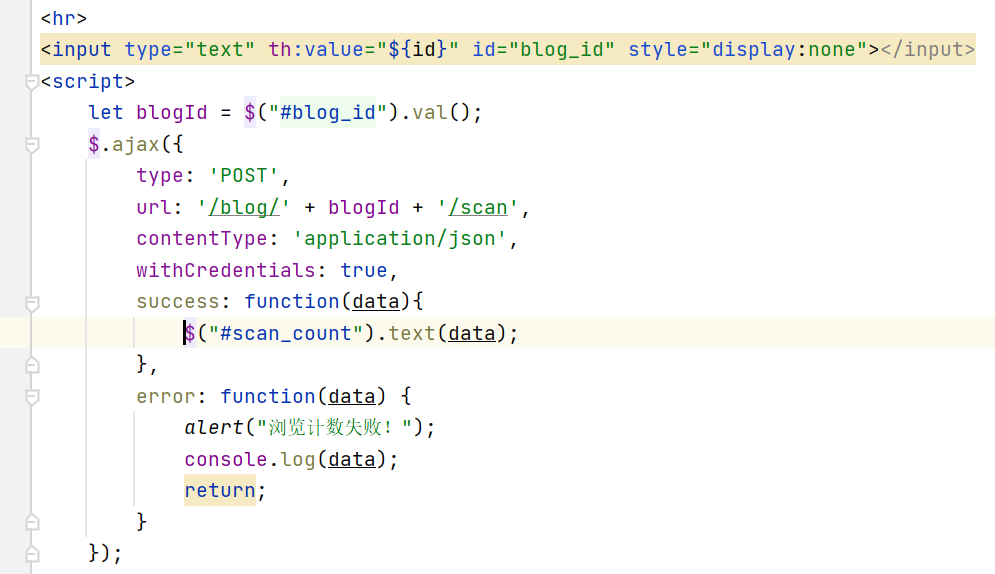 <hr>
<input type="text" th:value="${id}" id="blog_id" style="display:none"></input>
<script>
    let blogId = $("#blog_id").val();
    $.ajax({
        type: 'POST',
        url: '/blog/' + blogId + '/scan',
        contentType: 'application/json',
        withCredentials: true,
        success: function(data){
            $("#scan_count").text(data);
        },
        error: function(data) {
            alert("浏览计数失败！");
            console.log(data);
            return;
        }
    });